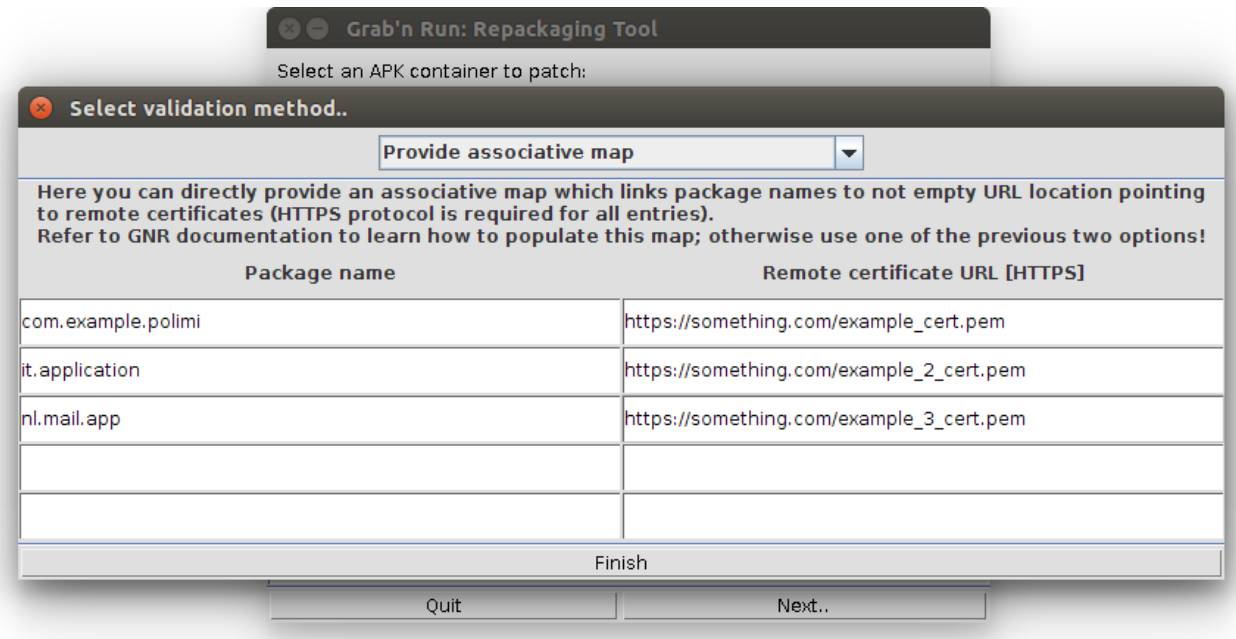 Grab'n Run: Repackaging Tool
Select an APK container to patch:
Select validation method..
Provide associative map
Here you can directly provide an associative map which links package names to not empty URL location pointing
to remote certificates (HTTPS protocol is required for all entries).
Refer to GNR documentation to learn how to populate this map; otherwise use one of the previous two options!
Package name Remote certificate URL [HTTPS]
com.example.polimi https://something.com/example_cert.pem
it.application https://something.com/example_2_cert.pem
nl.mail.app https://something.com/example_3_cert.pem
Finish
Quit Next..